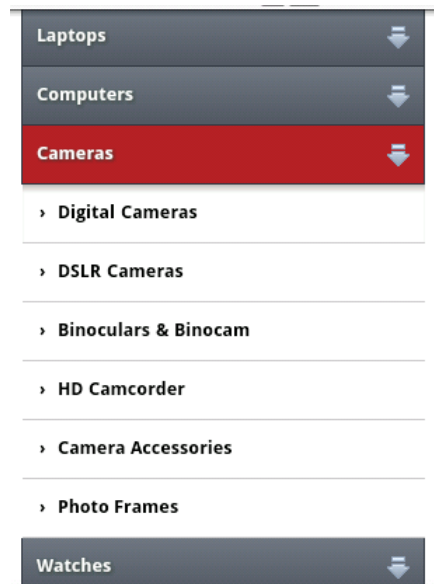 Laptops
Computers
Cameras
› Digital Cameras
› DSLR Cameras
› Binoculars & Binocam
› HD Camcorder
› Camera Accessories
› Photo Frames
Watches